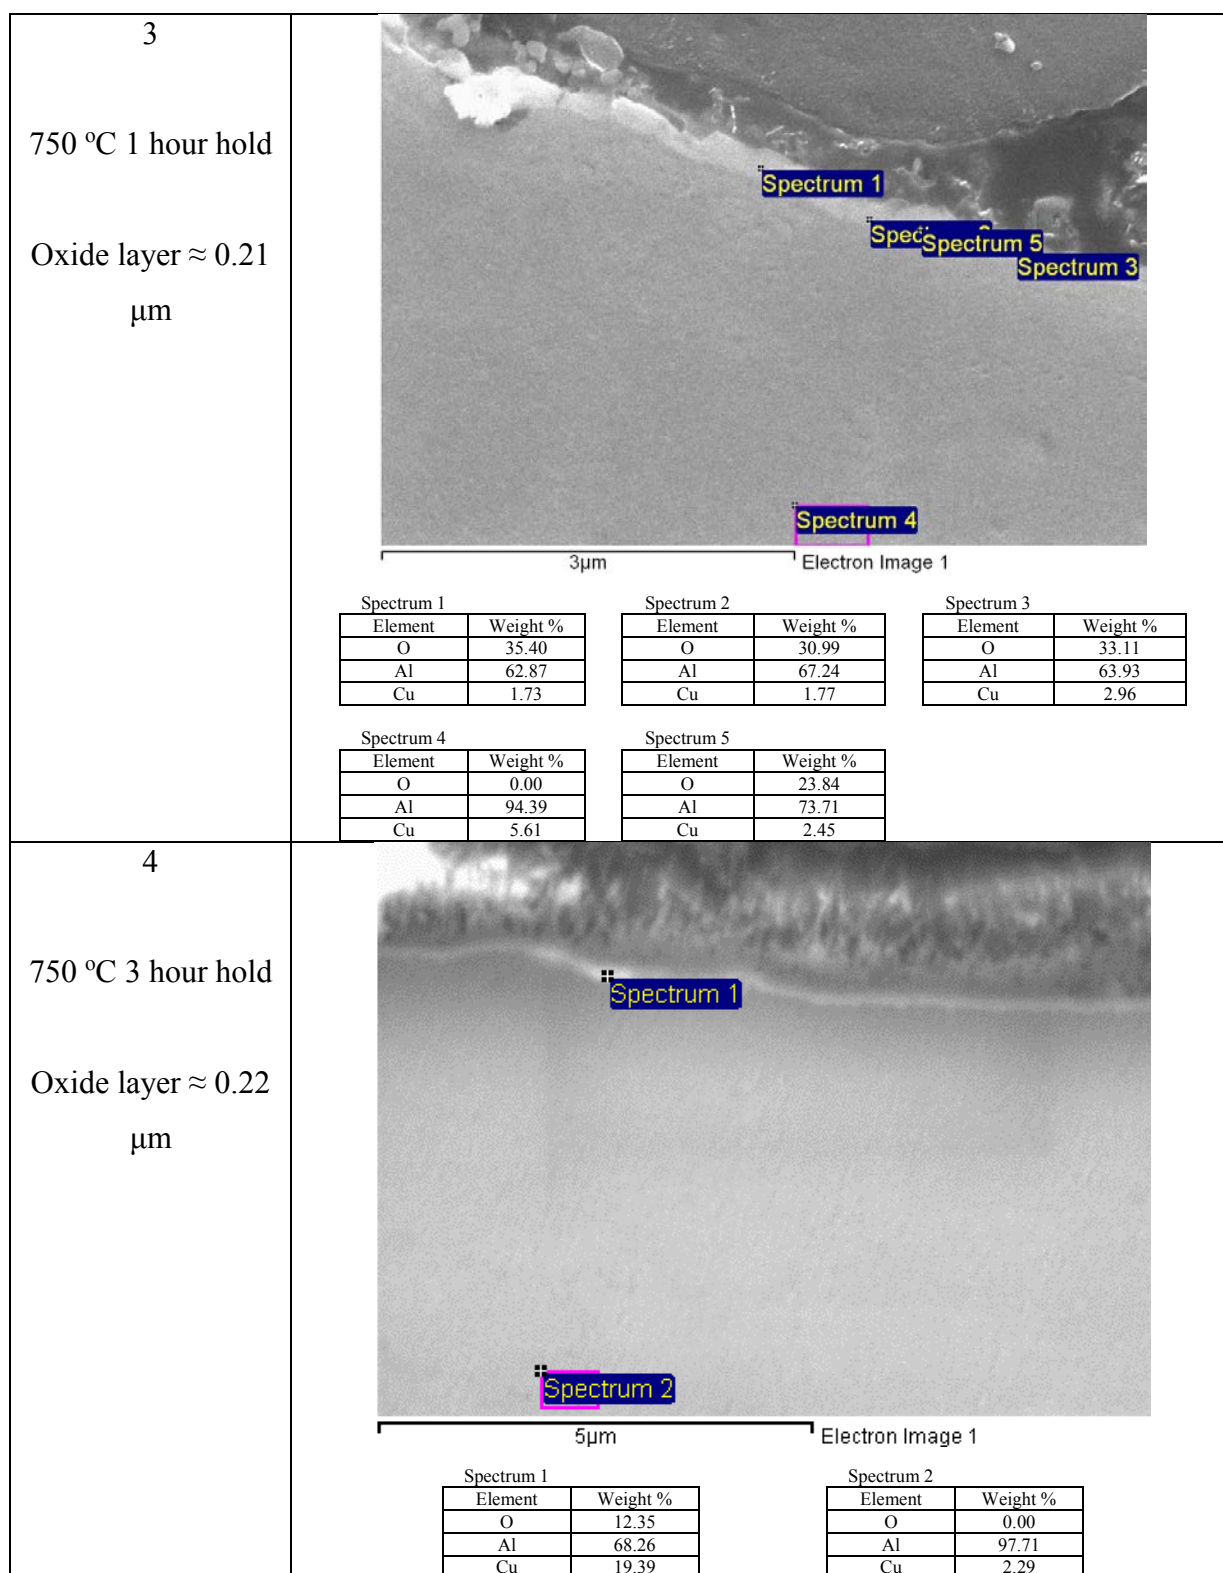 3
750 ºC 1 hour hold
Oxide layer ≈ 0.21
μm
Spectrum 1
Spectrum 5
Spectrum 3
Spectrum 4
3µm
Electron Image 1
Spectrum 1
Element Weight %
O 35.40
Al 62.87
Cu 1.73
Spectrum 2
Element Weight %
O 30.99
Al 67.24
Cu 1.77
Spectrum 3
Element Weight %
O 33.11
Al 63.93
Cu 2.96
Spectrum 4
Element Weight %
O 0.00
Al 94.39
Cu 5.61
Spectrum 5
Element Weight %
O 23.84
Al 73.71
Cu 2.45
4
750 ºC 3 hour hold
Oxide layer ≈ 0.22
μm
Spectrum 1
Spectrum 2
5µm
Electron Image 1
Spectrum 1
Element Weight %
O 12.35
Al 68.26
Cu 19.39
Spectrum 2
Element Weight %
O 0.00
Al 97.71
Cu 2.29